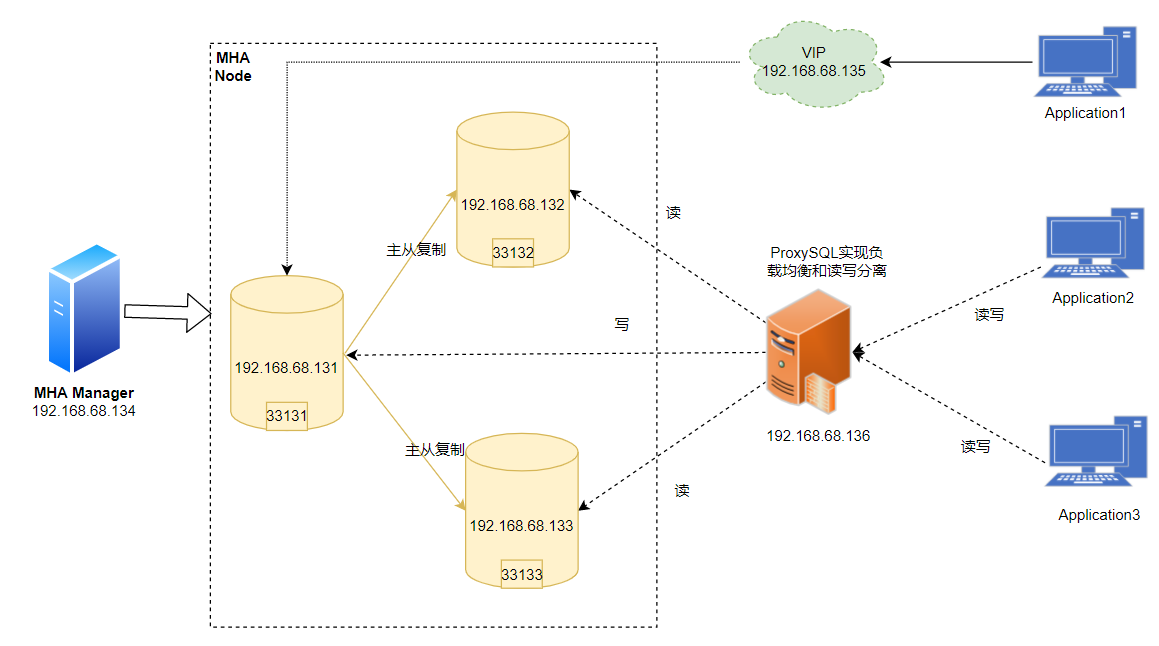 MHA
Node
VIP
192.168.68.135
Application1
192.168.68.132
33132
读
主从复制
ProxySQL实现负
载均衡和读写分离
Application2
读写
写
192.168.68.131
33131
MHA Manager
192.168.68.134
192.168.68.136
主从复制
读写
读
192.168.68.133
33133
Application3